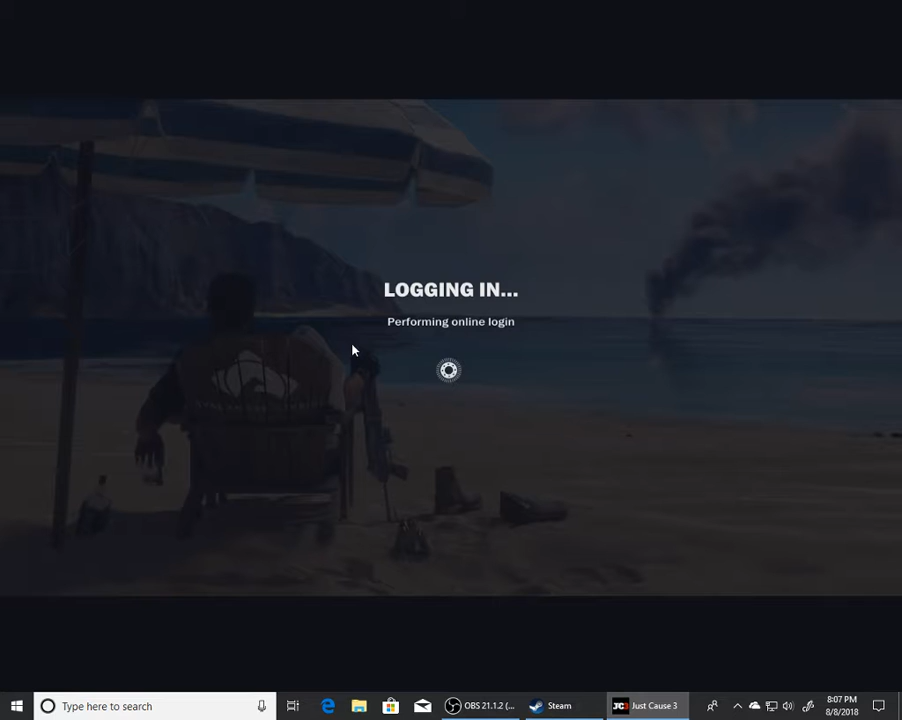 LOGGING IN...
Performing online login
Type here to search
OBS 21.1.2 (...
Steam
JC3
Just Cause 3
8:07 PM
8/8/2018